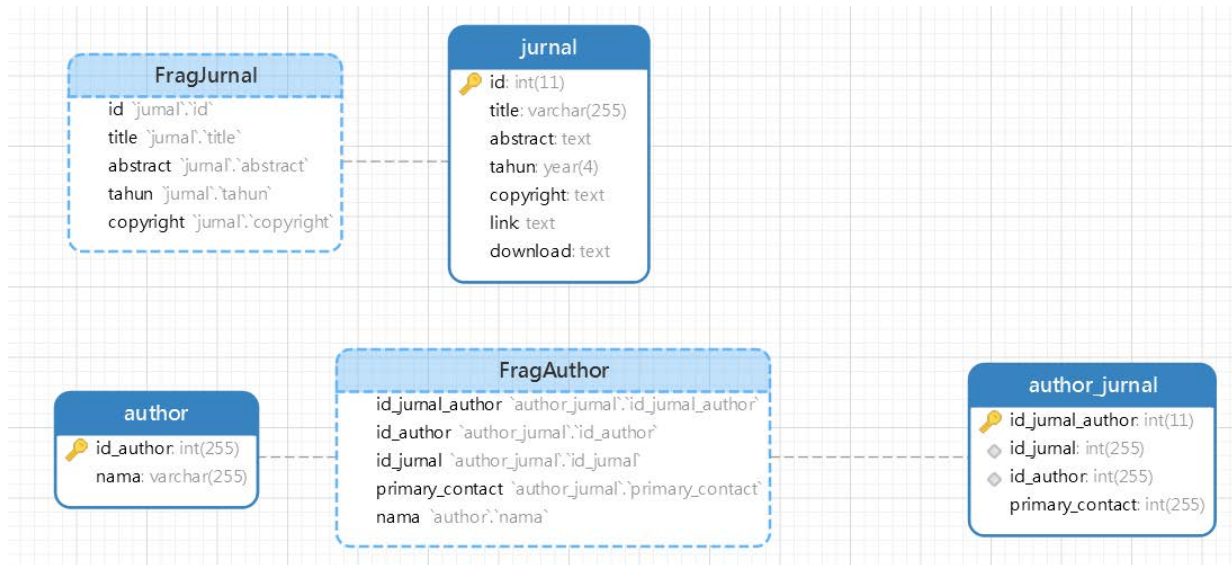 FragJurnal
id `jurnal`.`id`
title `jurnal`.`title`
abstract `jurnal`.`abstract`
tahun `jurnal`.`tahun`
copyright `jurnal`.`copyright`
jurnal
id: int(11)
title: varchar(255)
abstract: text
tahun: year(4)
copyright: text
link: text
download: text
author
id_author: int(255)
nama: varchar(255)
FragAuthor
id_jurnal_author `author_jurnal`.`id_jurnal_author`
id_author `author_jurnal`.`id_author`
id_jurnal `author_jurnal`.`id_jurnal`
primary_contact `author_jurnal`.`primary_contact`
nama `author`.`nama`
author_jurnal
id_jurnal_author: int(11)
id_jurnal: int(255)
id_author: int(255)
primary_contact: int(255)